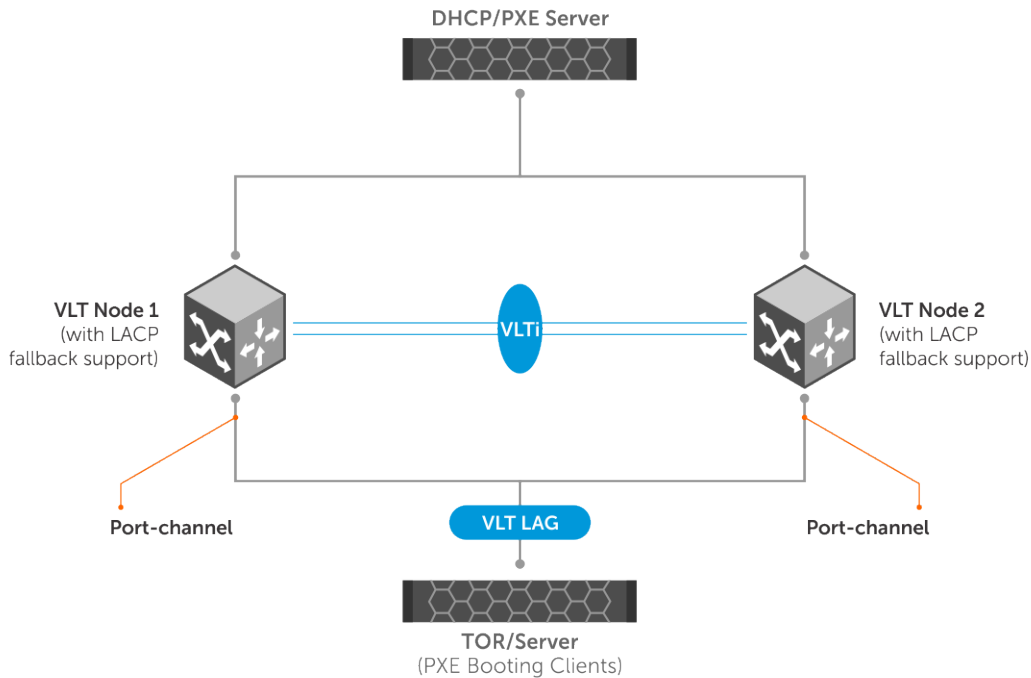 DHCP/PXE Server
VLT Node 1
(with LACP
fallback support)
VLTi
VLT Node 2
(with LACP
fallback support)
Port-channel
Port-channel
VLT LAG
TOR/Server
(PXE Booting Clients)